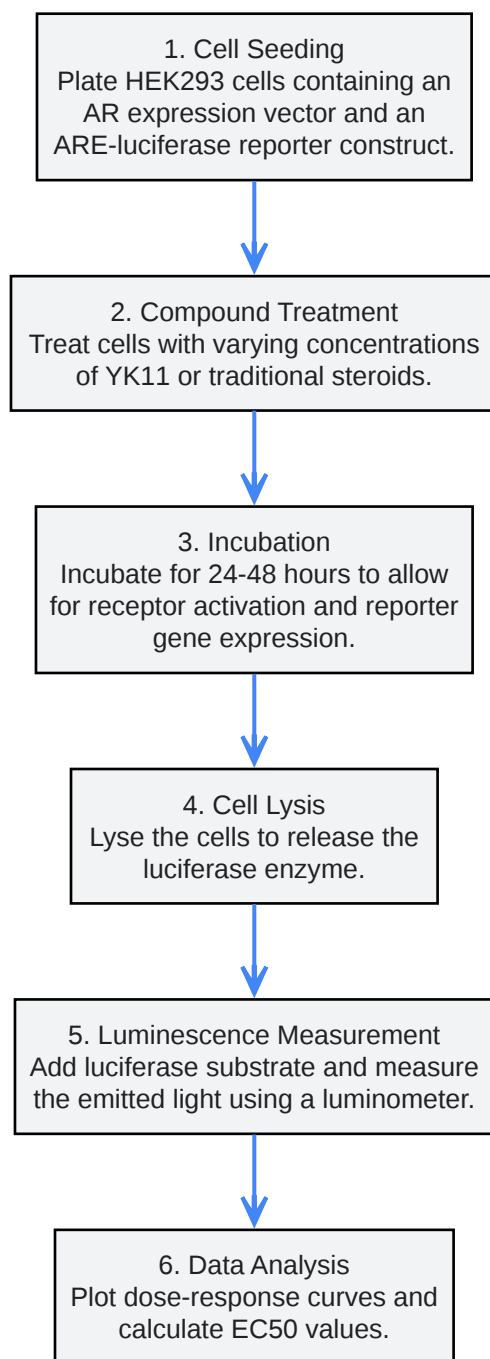 1. Cell Seeding
Plate HEK293 cells containing an
AR expression vector and an
ARE-luciferase reporter construct.
2. Compound Treatment
Treat cells with varying concentrations
of YK11 or traditional steroids.
3. Incubation
Incubate for 24-48 hours to allow
for receptor activation and reporter
gene expression.
4. Cell Lysis
Lyse the cells to release the
luciferase enzyme.
5. Luminescence Measurement
Add luciferase substrate and measure
the emitted light using a luminometer.
6. Data Analysis
Plot dose-response curves and
calculate EC50 values.